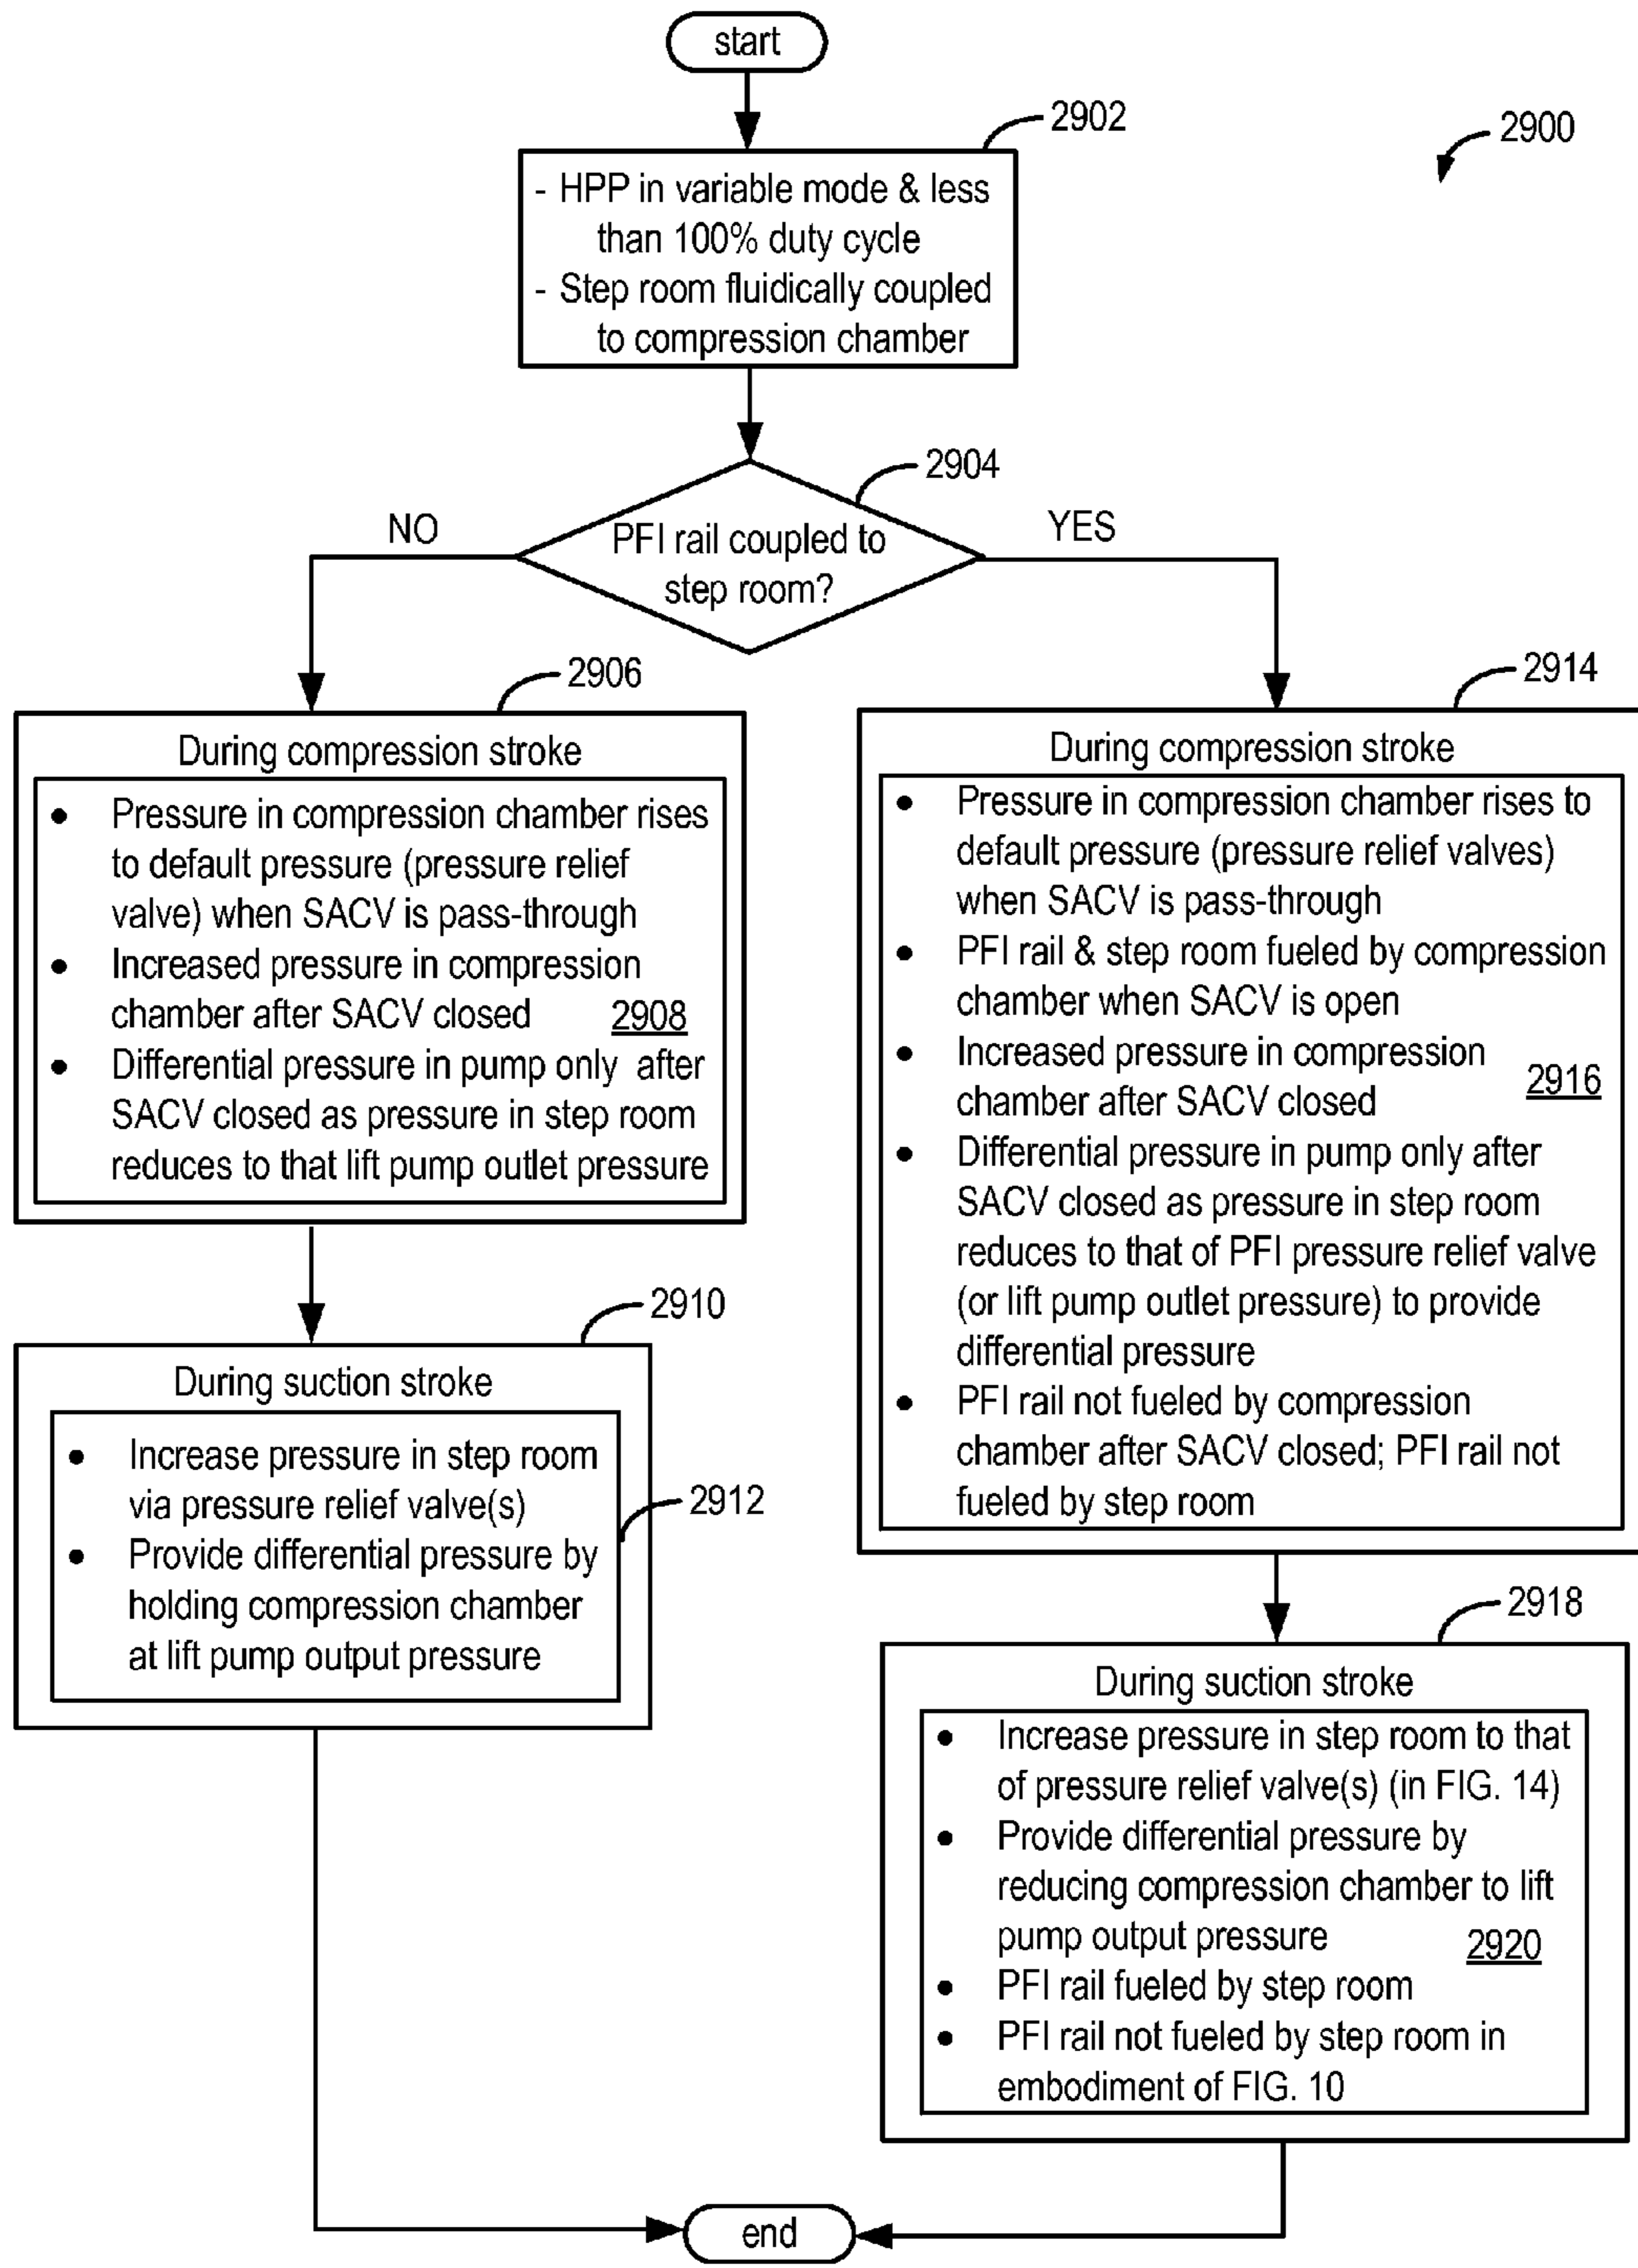 start
2902
2900
- HPP in variable mode & less
than 100% duty cycle
- Step room fluidically coupled
to compression chamber
2904
NO
YES
PFI rail coupled to
step room?
2906
During compression stroke
• Pressure in compression chamber rises
to default pressure (pressure relief
valve) when SACV is pass-through
• Increased pressure in compression
chamber after SACV closed
2908
• Differential pressure in pump only after
SACV closed as pressure in step room
reduces to that lift pump outlet pressure
2910
During suction stroke
• Increase pressure in step room
via pressure relief valve(s)
2912
• Provide differential pressure by
holding compression chamber
at lift pump output pressure
2914
During compression stroke
• Pressure in compression chamber rises to
default pressure (pressure relief valves)
when SACV is pass-through
• PFI rail & step room fueled by compression
chamber when SACV is open
• Increased pressure in compression
chamber after SACV closed
2916
• Differential pressure in pump only after
SACV closed as pressure in step room
reduces to that of PFI pressure relief valve
(or lift pump outlet pressure) to provide
differential pressure
• PFI rail not fueled by compression
chamber after SACV closed; PFI rail not
fueled by step room
2918
During suction stroke
• Increase pressure in step room to that
of pressure relief valve(s) (in FIG. 14)
• Provide differential pressure by
reducing compression chamber to lift
pump output pressure
2920
• PFI rail fueled by step room
• PFI rail not fueled by step room in
embodiment of FIG. 10
end